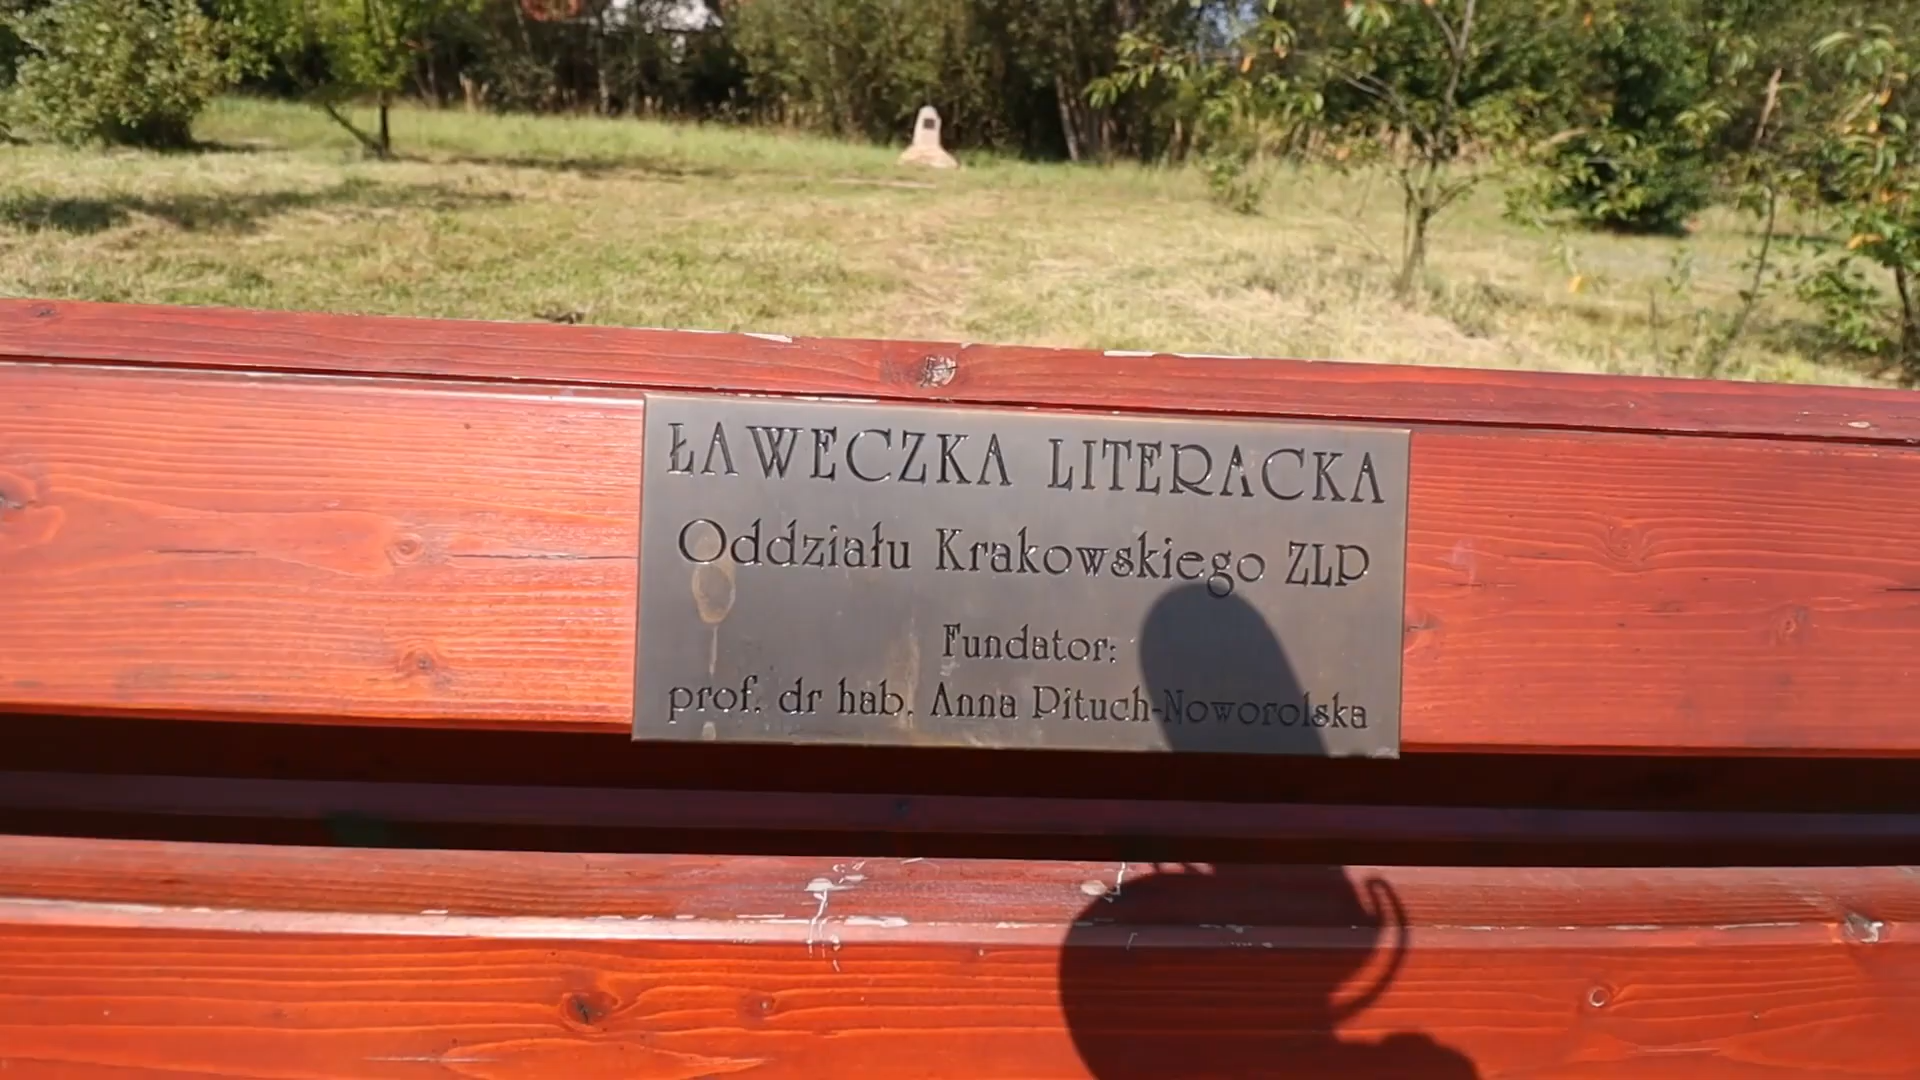 ŁAWECZKA LITERACKA
Oddziału Krakowskiego ZLP
Fundator:
prof. dr hab. Anna Pituch-Noworolska